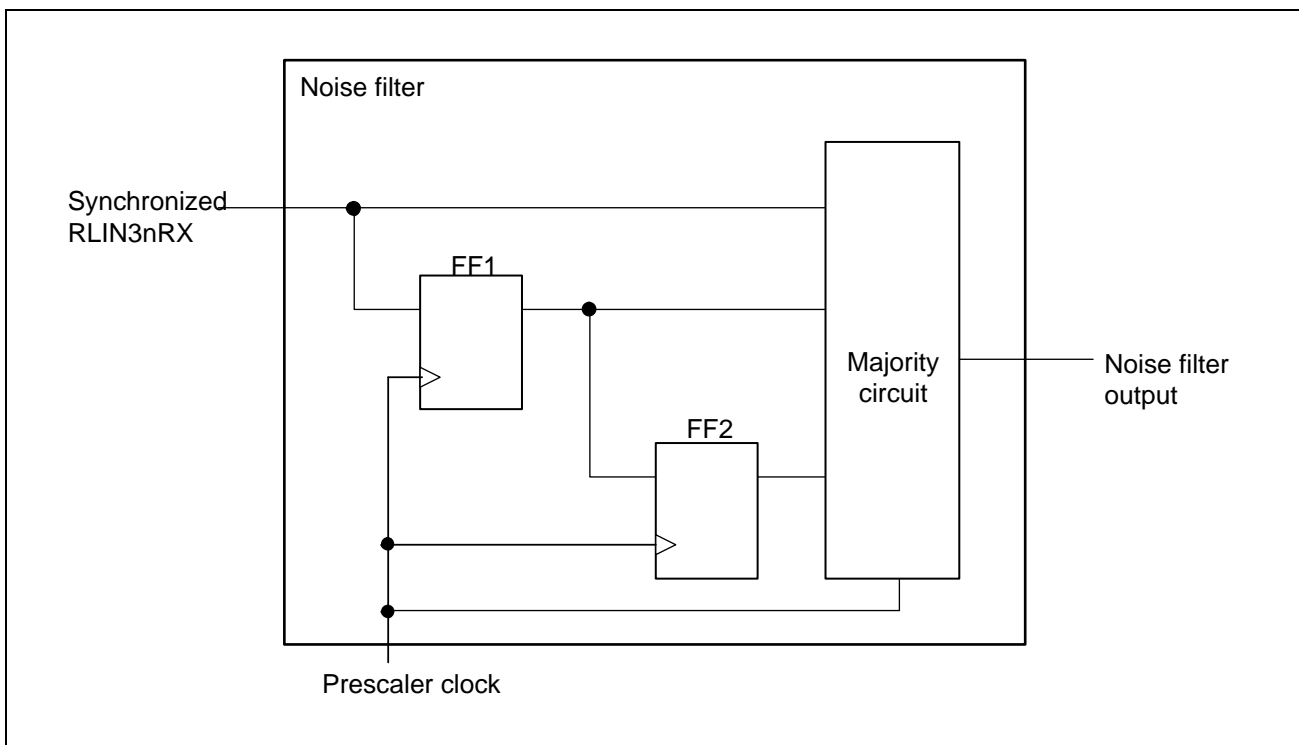 Noise filter
Synchronized
RLIN3nRX
FF1
Majority
circuit
Noise filter
output
FF2
Prescaler clock